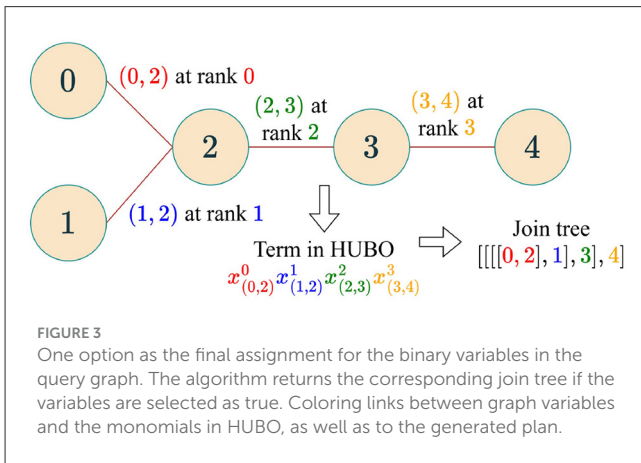 0
(0, 2) at rank 0
(2, 3) at
rank 2
(3, 4) at
rank 3
2
3
4
1
(1, 2) at rank 1
Term in HUBO
x^0_{(0,2)} x^1_{(1,2)} x^2_{(2,3)} x^3_{(3,4)}
Join tree
[[[[0, 2], 1], 3], 4]
FIGURE 3
One option as the final assignment for the binary variables in the
query graph. The algorithm returns the corresponding join tree if the
variables are selected as true. Coloring links between graph variables
and the monomials in HUBO, as well as to the generated plan.